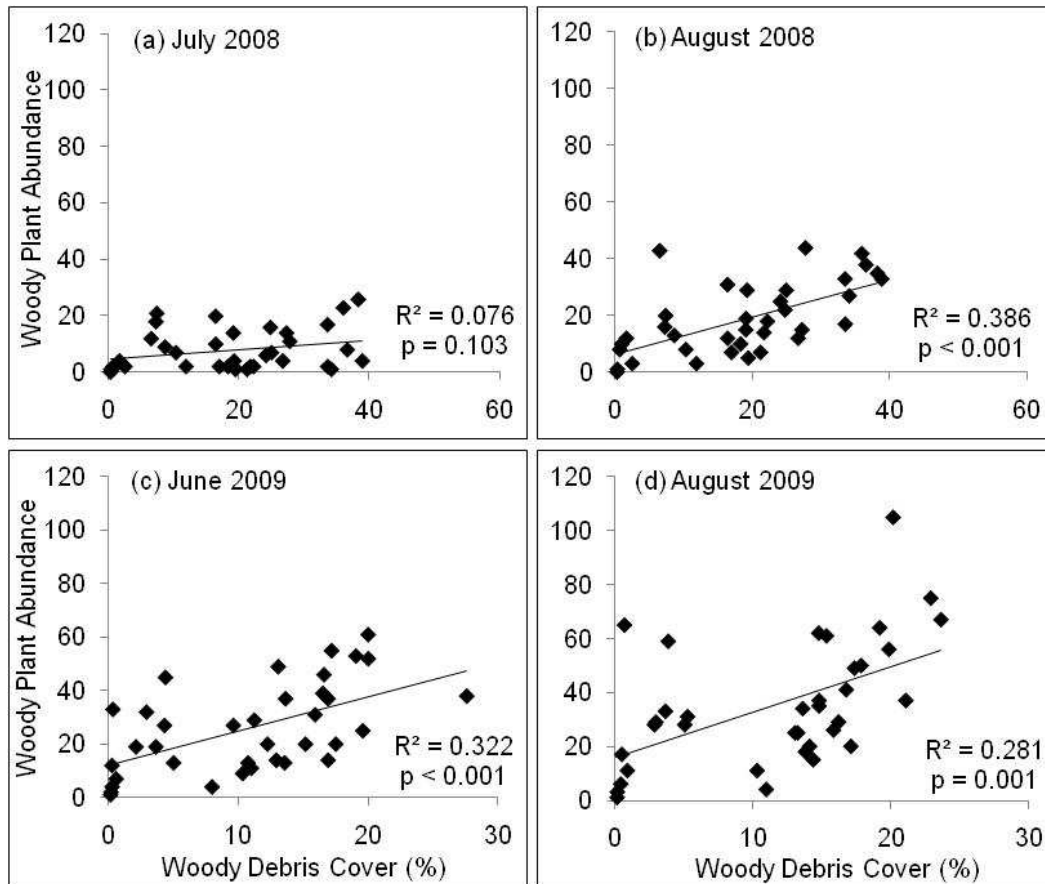 (a) July 2008
Woody Plant Abundance
120
100
80
60
40
20
0
R² = 0.076
p = 0.103
0 20 40 60
(b) August 2008
120
100
80
60
40
20
0
R² = 0.386
p < 0.001
0 20 40 60
(c) June 2009
Woody Plant Abundance
120
100
80
60
40
20
0
R² = 0.322
p < 0.001
0 10 20 30
Woody Debris Cover (%)
(d) August 2009
120
100
80
60
40
20
0
R² = 0.281
p = 0.001
0 10 20 30
Woody Debris Cover (%)